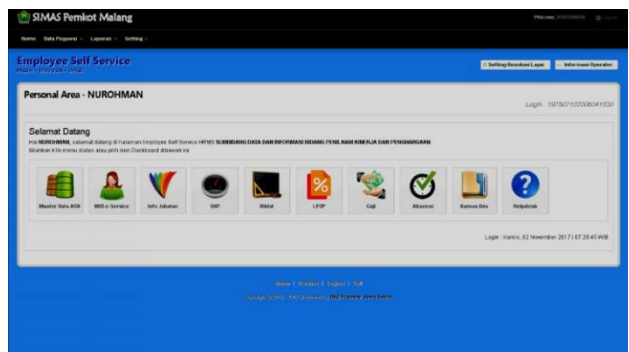 SIMAS Pemkot Malang
Welcome,
Home Data Pegawai Laporan Setting
Employee Self Service
Setting Resolusi Layar Informasi Operator
Personal Area - NUROHMAN
Login : 197507102006041030
Selamat Datang
Hai NUROHMAN, selamat datang di halaman Employee Self Service HRMS SUBBIDANG DATA DAN INFORMASI BIDANG PENILAIAN KINERJA DAN PENGHARGAAN
Silahkan Klik menu diatas atau pilih Icon Dashboard dibawah ini
Master Data ASN BKD e-Service Info Jabatan SKP Diklat LP2P Gaji Absensi Kamus Data Helpdesk
Login : Kamis, 02 November 2017 | 07:28:45 WIB